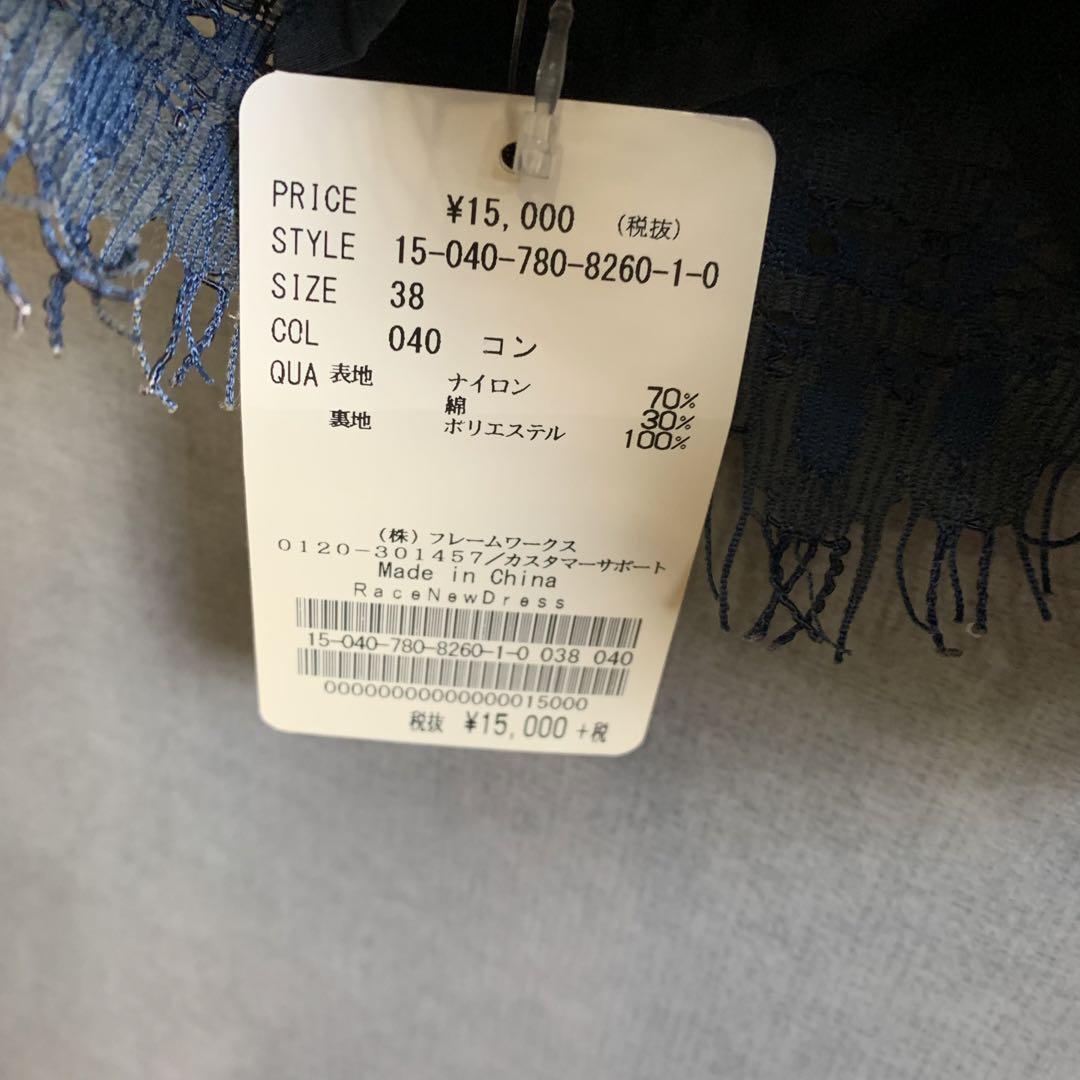 PRICE ¥15,000 (税抜)
STYLE 15-040-780-8260-1-0
SIZE 38
COL 040 コン
QUA 表地 ナイロン 70%
綿 30%
裏地 ポリエステル 100%
(株)フレームワークス
0120-301457/カスタマーサポート
Made in China
RaceNewDress
15-040-780-8260-1-0 038 040
00000000000000015000
税抜 ¥15,000 +税